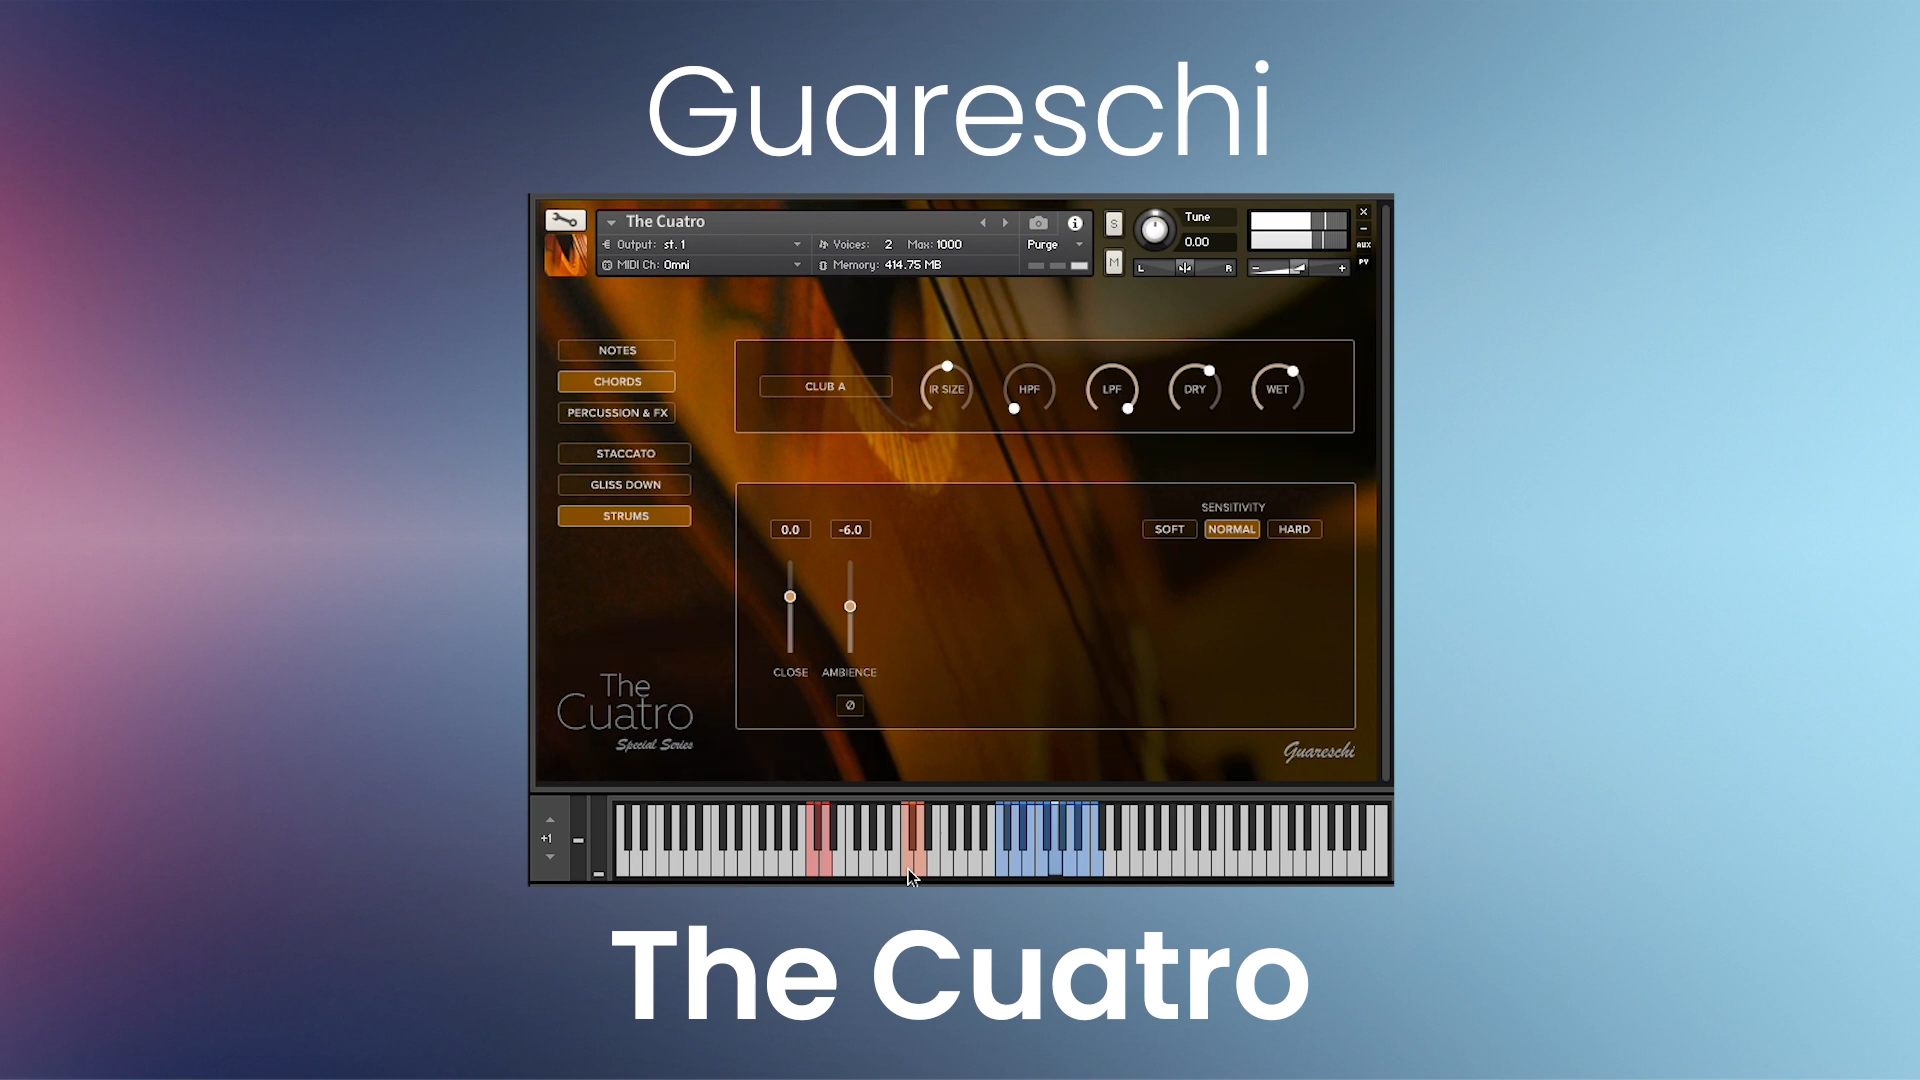 Guareschi
The Cuatro
Output: st. 1
Voices: 2 Max: 1000
Purge
MIDI Ch: Omni
Memory: 414.75 MB
S
M
Tune
0.00
L R
- +
×
-
AUX
PV
NOTES
CHORDS
PERCUSSION & FX
STACCATO
GLISS DOWN
STRUMS
CLUB A
IR SIZE
HPF
LPF
DRY
WET
SENSITIVITY
0.0 -6.0
SOFT NORMAL HARD
CLOSE AMBIENCE
Ø
The
Cuatro
Special Series
Guareschi
+1
The Cuatro